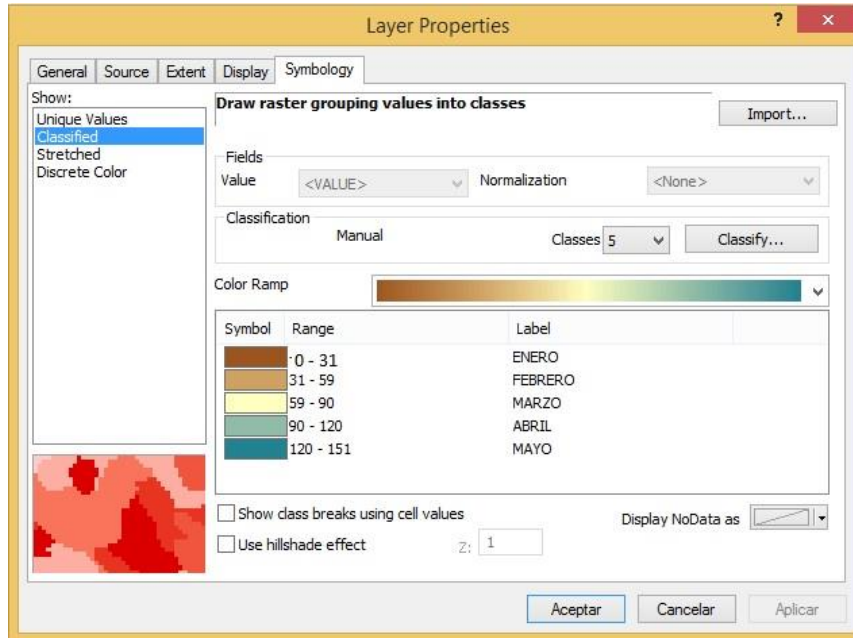 Layer Properties
?
×
General Source Extent Display Symbology
Show:
Unique Values
Classified
Stretched
Discrete Color
Draw raster grouping values into classes
Import...
Fields
Value <VALUE> Normalization <None>
Classification
Manual Classes 5 Classify...
Color Ramp
Symbol Range Label
0 - 31 ENERO
31 - 59 FEBRERO
59 - 90 MARZO
90 - 120 ABRIL
120 - 151 MAYO
Show class breaks using cell values
Display NoData as
Use hillshade effect Z: 1
Aceptar Cancelar Aplicar